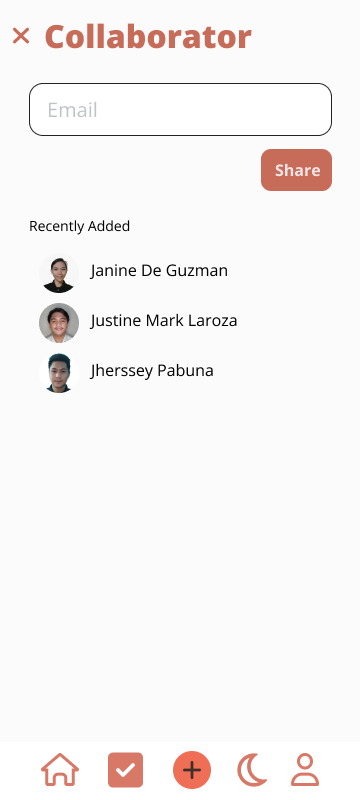 Collaborator
Email
Share
Recently Added
Janine De Guzman
Justine Mark Laroza
Jherssey Pabuna